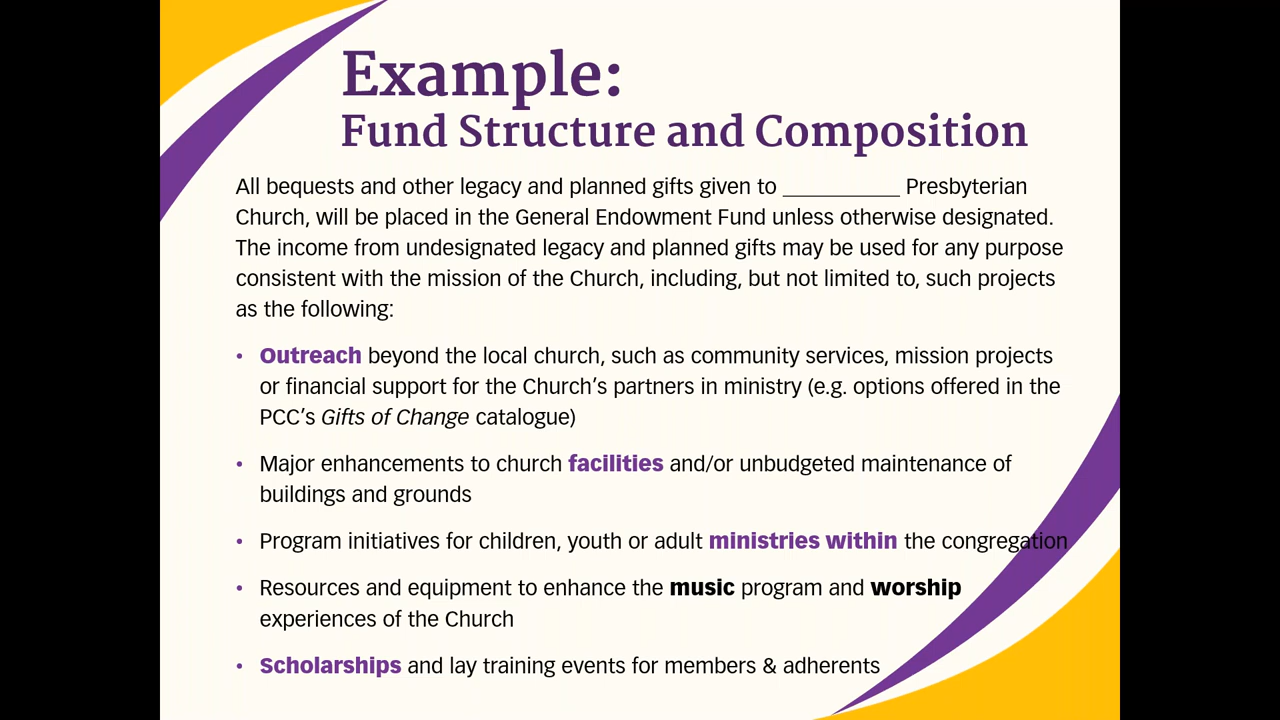 Example:
Fund Structure and Composition
All bequests and other legacy and planned gifts given to __________ Presbyterian
Church, will be placed in the General Endowment Fund unless otherwise designated.
The income from undesignated legacy and planned gifts may be used for any purpose
consistent with the mission of the Church, including, but not limited to, such projects
as the following:
• Outreach beyond the local church, such as community services, mission projects
or financial support for the Church’s partners in ministry (e.g. options offered in the
PCC’s Gifts of Change catalogue)
• Major enhancements to church facilities and/or unbudgeted maintenance of
buildings and grounds
• Program initiatives for children, youth or adult ministries within the congregation
• Resources and equipment to enhance the music program and worship
experiences of the Church
• Scholarships and lay training events for members & adherents